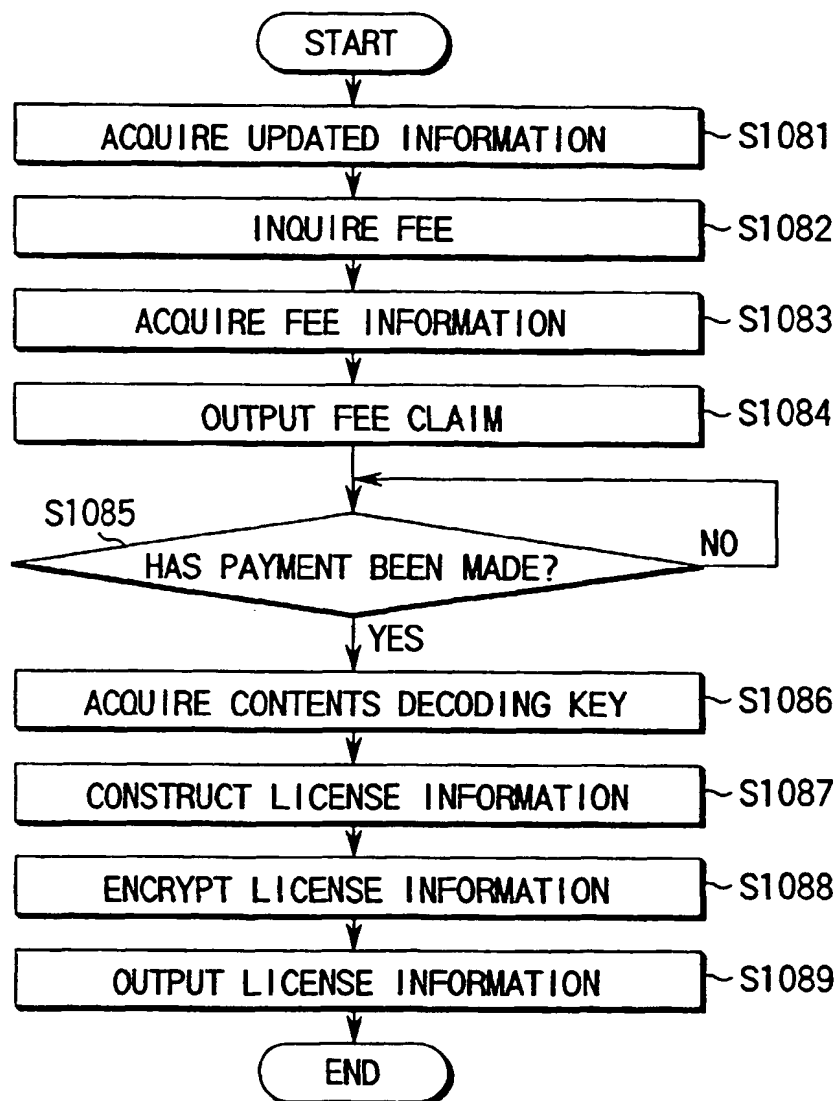 START
ACQUIRE UPDATED INFORMATION
S1081
INQUIRE FEE
S1082
ACQUIRE FEE INFORMATION
S1083
OUTPUT FEE CLAIM
S1084
S1085
HAS PAYMENT BEEN MADE?
NO
YES
ACQUIRE CONTENTS DECODING KEY
S1086
CONSTRUCT LICENSE INFORMATION
S1087
ENCRYPT LICENSE INFORMATION
S1088
OUTPUT LICENSE INFORMATION
S1089
END